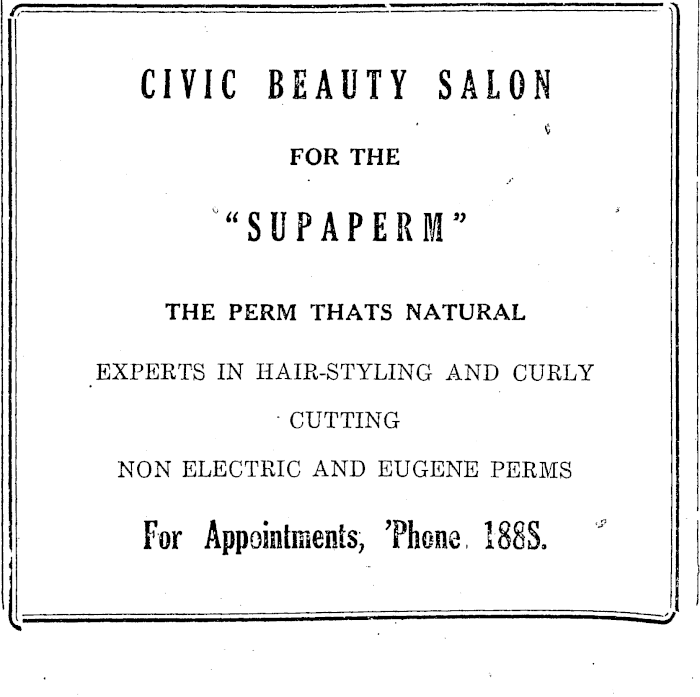 CIVIC BEAUTY SALON
FOR THE
“SUPAPERM”
THE PERM THATS NATURAL
EXPERTS IN HAIR-STYLING AND CURLY
CUTTING
NON ELECTRIC AND EUGENE PERMS
For Appointments, ’Phone 188S.